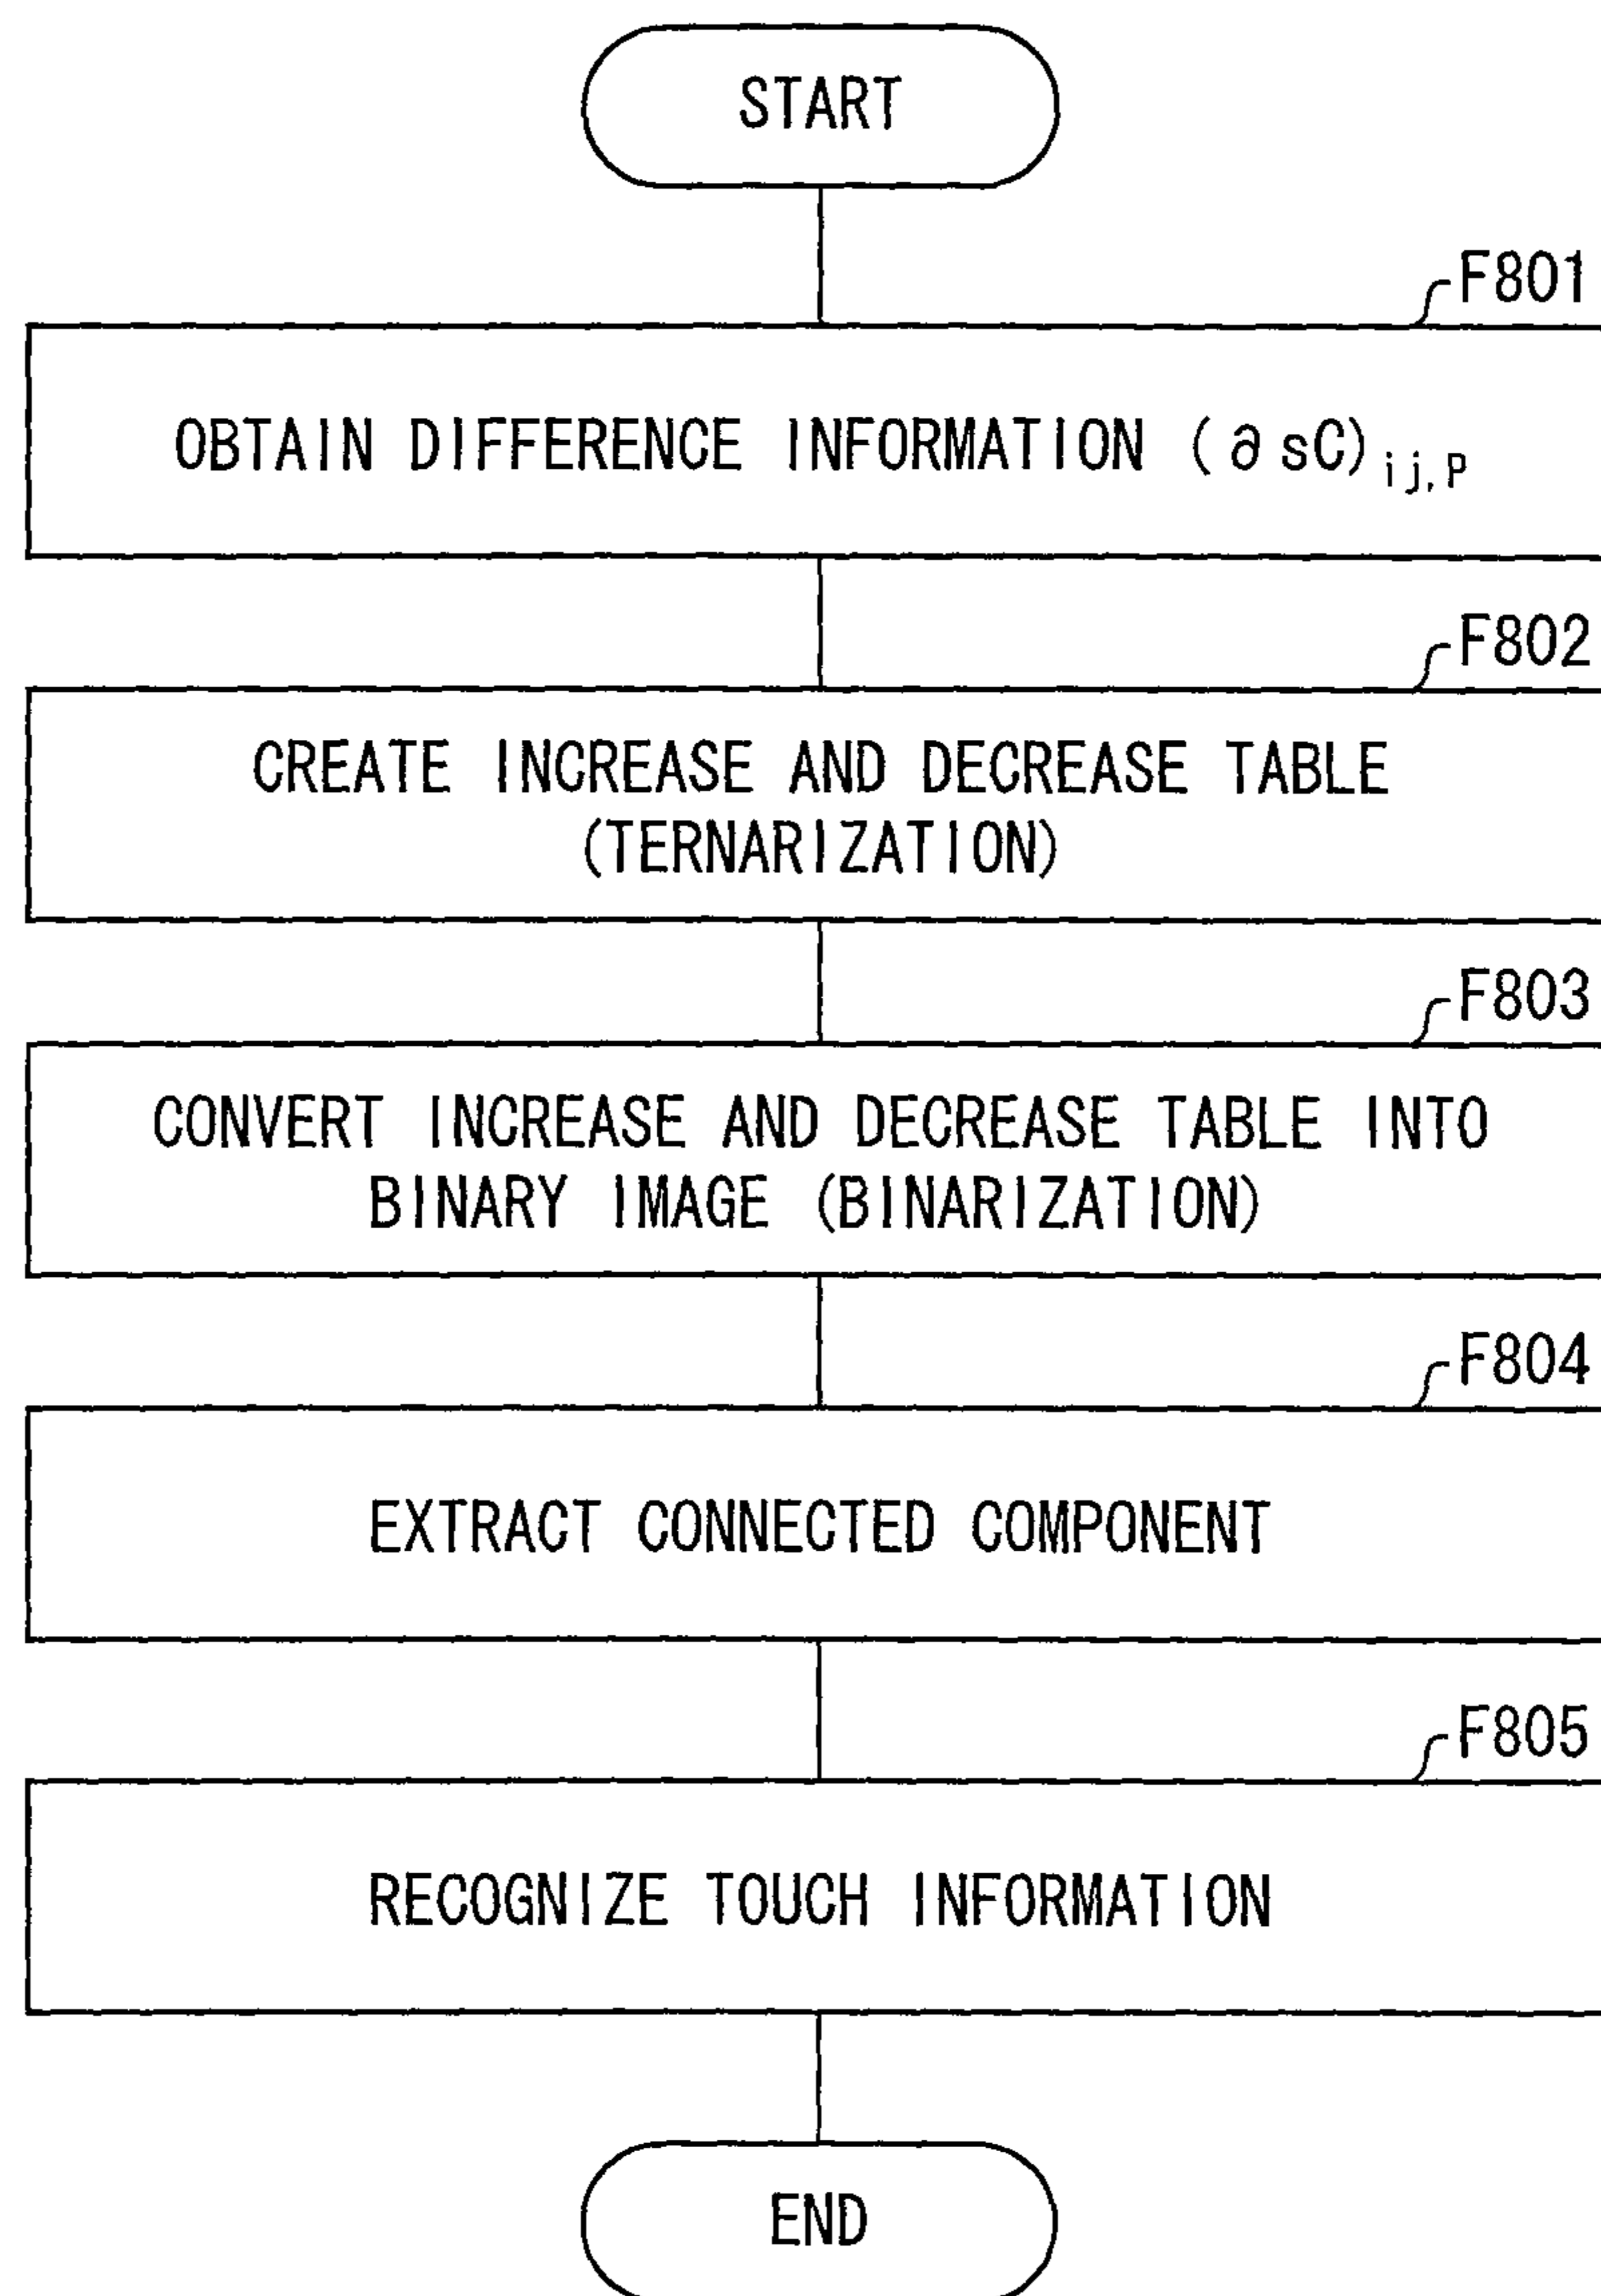 START
F801
OBTAIN DIFFERENCE INFORMATION (∂sC)ij,P
F802
CREATE INCREASE AND DECREASE TABLE
(TERNARIZATION)
F803
CONVERT INCREASE AND DECREASE TABLE INTO
BINARY IMAGE (BINARIZATION)
F804
EXTRACT CONNECTED COMPONENT
F805
RECOGNIZE TOUCH INFORMATION
END